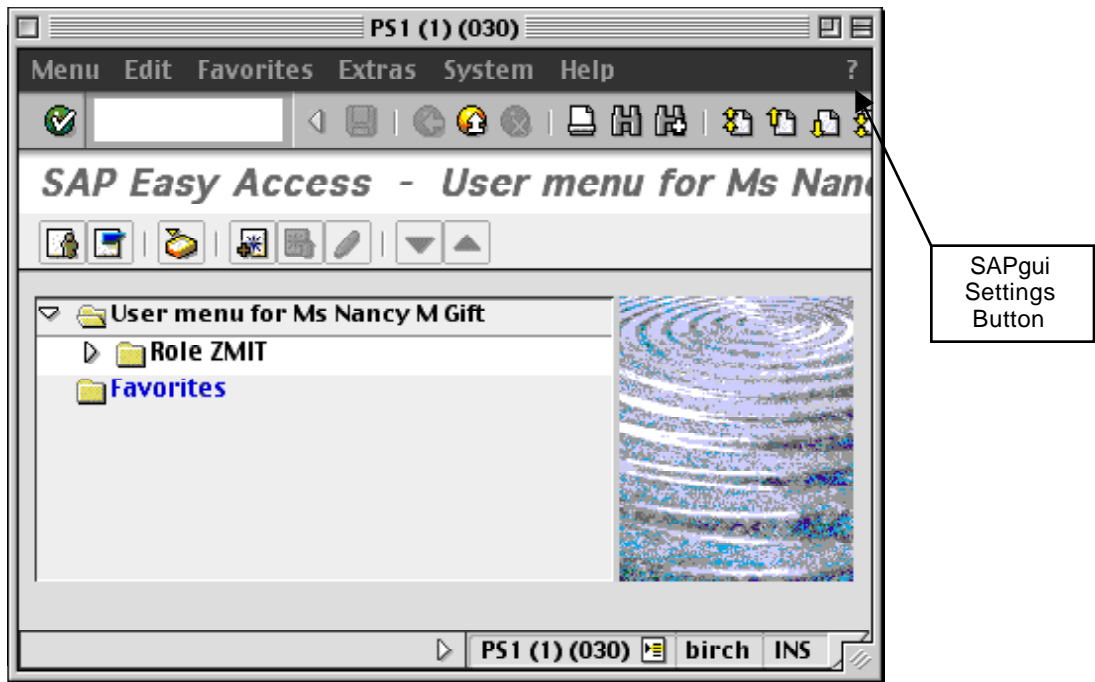 PS1 (1) (030)
Menu Edit Favorites Extras System Help ?
SAP Easy Access - User menu for Ms Nan
SAPgui
Settings
Button
User menu for Ms Nancy M Gift
Role ZMIT
Favorites
PS1 (1) (030) birch INS